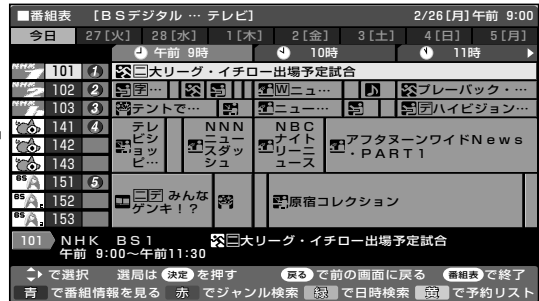 ■番組表 [BSデジタル … テレビ] 2/26[月]午前 9:00
今日 27[火] 28[水] 1[木] 2[金] 3[土] 4[日] 5[月]
午前 9時 10時 11時
101 1 二大リーグ・イチロー出場予定試合
102 2 字… W ニュ… プレーバック・…
103 3 テントで… ニュー… デハイビジョン…
141 4 テレビショッピ… NNNニュースダッシュ NBCナイトリーニュース アフタヌーンワイドNews・PART1
142
143
151 5 二デ みんなゲンキ!? 原宿コレクション
152
153
101 NHK BS1 二大リーグ・イチロー出場予定試合
午前 9:00~午前11:30
で選択 選局は 決定 を押す 戻る で前の画面に戻る 番組表 で終了
青 で番組情報を見る 赤 でジャンル検索 緑 で日時検索 黄 で予約リスト